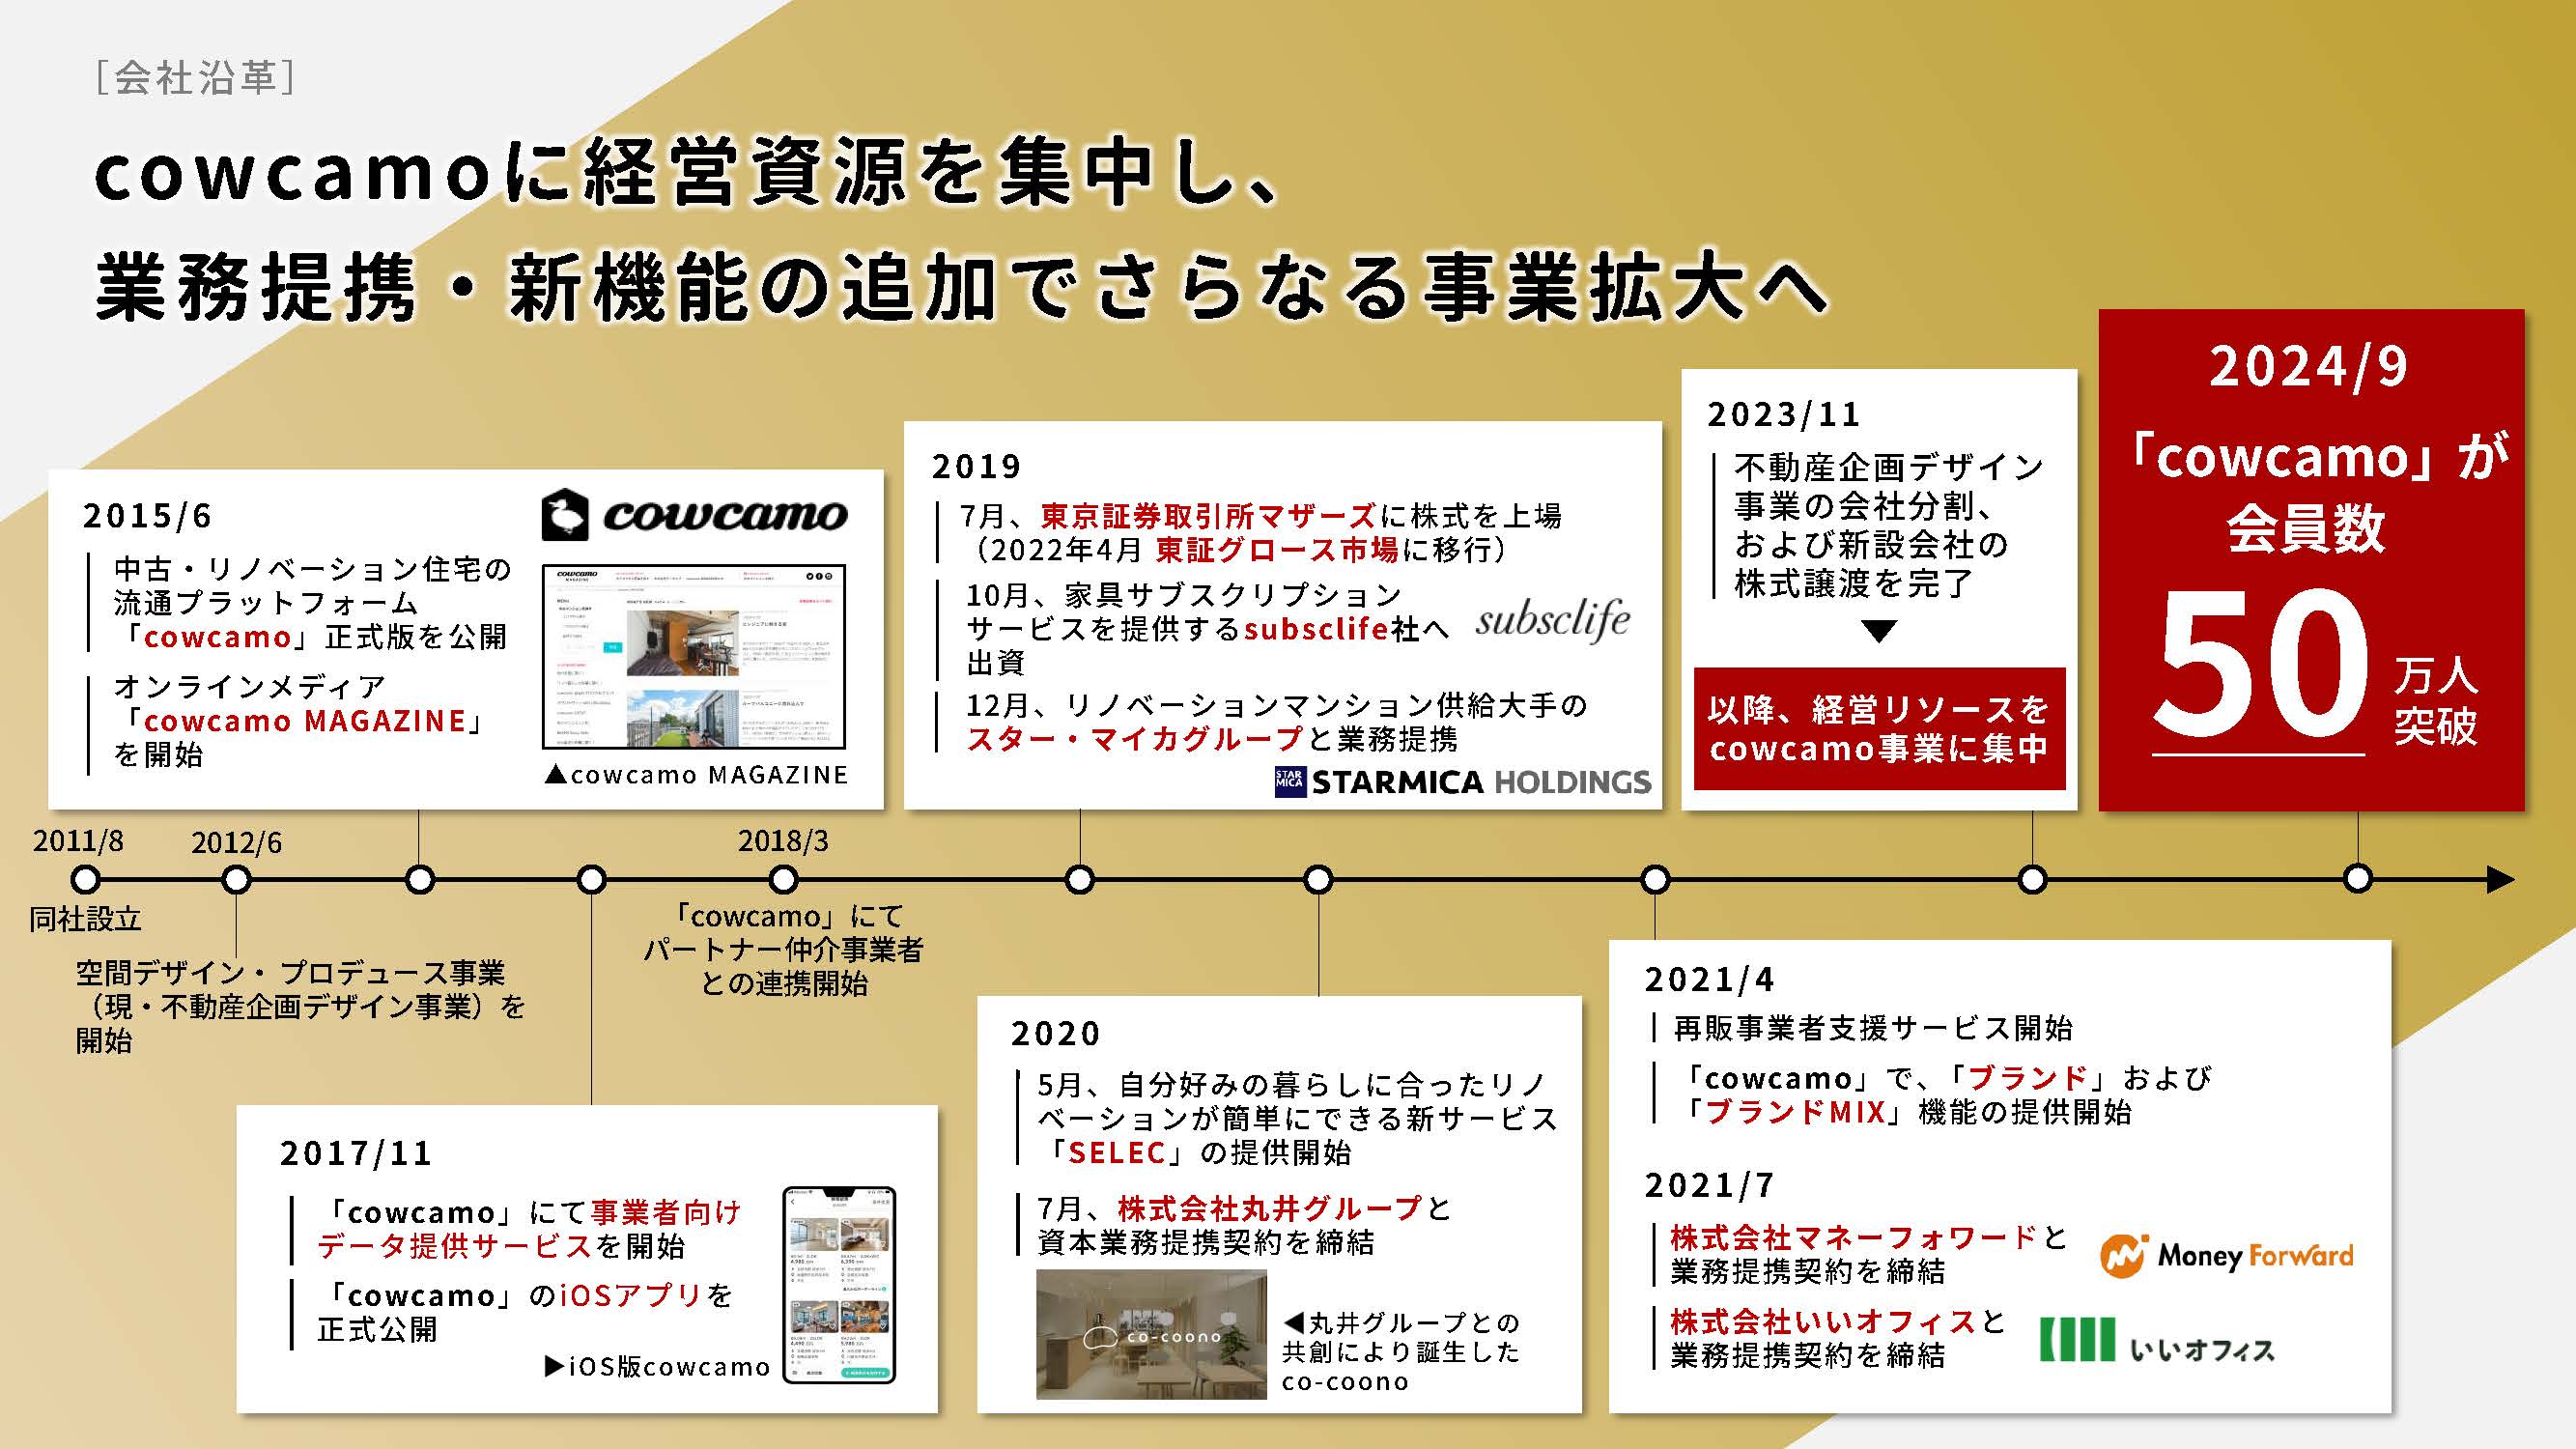 ［会社沿革］
cowcamoに経営資源を集中し、
業務提携・新機能の追加でさらなる事業拡大へ
2015/6
中古・リノベーション住宅の
流通プラットフォーム
「cowcamo」正式版を公開
オンラインメディア
「cowcamo MAGAZINE」
を開始
cowcamo
cowcamo
MAGAZINE
▲cowcamo MAGAZINE
2019
7月、東京証券取引所マザーズに株式を上場
（2022年4月 東証グロース市場に移行）
10月、家具サブスクリプション
サービスを提供するsubsclife社へ
出資
subsclife
12月、リノベーションマンション供給大手の
スター・マイカグループと業務提携
STAR
MICA
STARMICA HOLDINGS
2023/11
不動産企画デザイン
事業の会社分割、
および新設会社の
株式譲渡を完了
▼
以降、経営リソースを
cowcamo事業に集中
2024/9
「cowcamo」が
会員数
50
万人
突破
2011/8
同社設立
2012/6
空間デザイン・ プロデュース事業
（現・不動産企画デザイン事業）を
開始
2018/3
「cowcamo」にて
パートナー仲介事業者
との連携開始
2017/11
「cowcamo」にて事業者向け
データ提供サービスを開始
「cowcamo」のiOSアプリを
正式公開
▶iOS版cowcamo
2020
5月、自分好みの暮らしに合ったリノ
ベーションが簡単にできる新サービス
「SELEC」の提供開始
7月、株式会社丸井グループと
資本業務提携契約を締結
co-coono
◀丸井グループとの
共創により誕生した
co-coono
2021/4
再販事業者支援サービス開始
「cowcamo」で、「ブランド」および
「ブランドMIX」機能の提供開始
2021/7
株式会社マネーフォワードと
業務提携契約を締結
Money Forward
株式会社いいオフィスと
業務提携契約を締結
いいオフィス